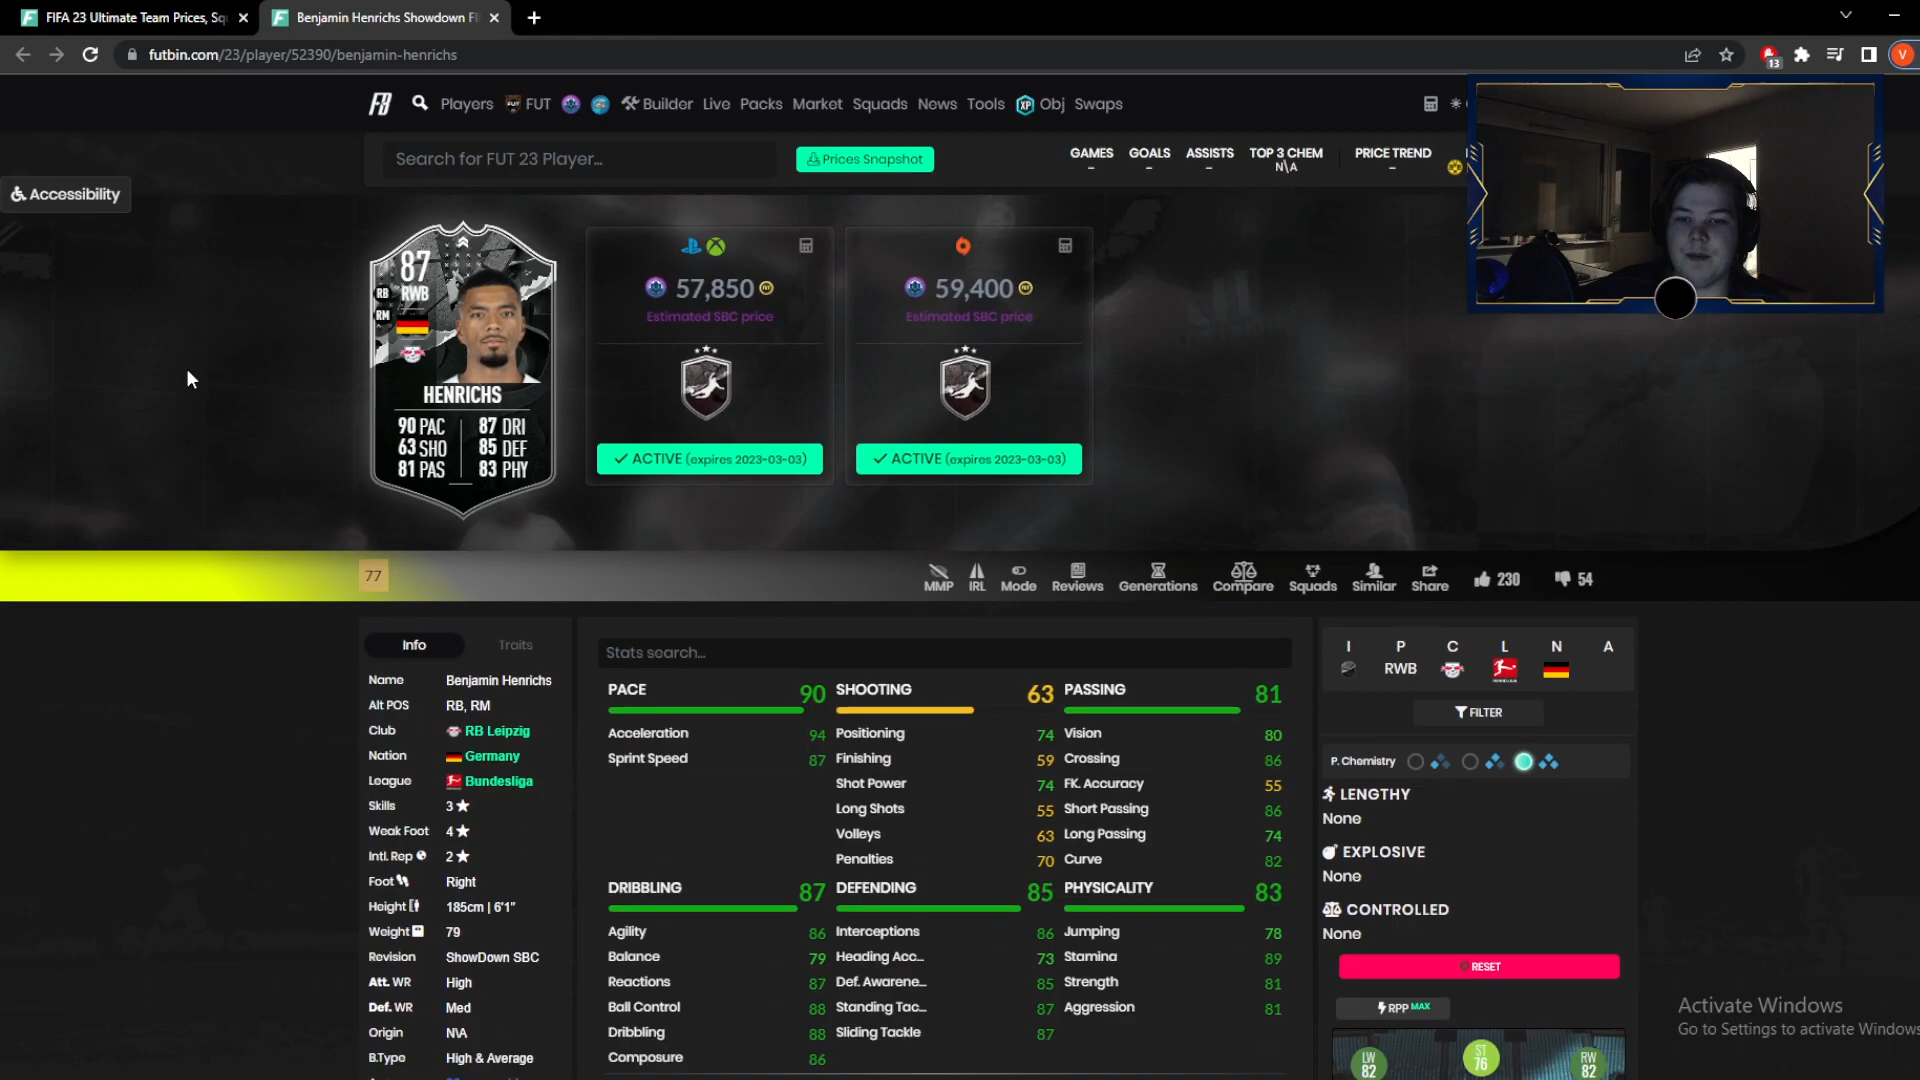 FIFA 23 Ultimate Team Prices, Sq
Benjamin Henrichs Showdown FI
futbin.com/23/player/52390/benjamin-henrichs
13
V
Players FUT Builder Live Packs Market Squads News Tools XP Obj Swaps
Search for FUT 23 Player...
Prices Snapshot
GAMES GOALS ASSISTS TOP 3 CHEM PRICE TREND
- - - N\A -
Accessibility
87
RWB
RB
RM
HENRICHS
90 PAC 87 DRI
63 SHO 85 DEF
81 PAS 83 PHY
57,850
Estimated SBC price
ACTIVE (expires 2023-03-03)
59,400
Estimated SBC price
ACTIVE (expires 2023-03-03)
77
MMP IRL Mode Reviews Generations Compare Squads Similar Share 230 54
Info Traits
Name Benjamin Henrichs
Alt POS RB, RM
Club RB Leipzig
Nation Germany
League Bundesliga
Skills 3★
Weak Foot 4★
Intl. Rep 2★
Foot Right
Height 185cm | 6'1"
Weight 79
Revision ShowDown SBC
Att. WR High
Def. WR Med
Origin N\A
B.Type High & Average
Stats search...
PACE 90
Acceleration 94
Sprint Speed 87
SHOOTING 63
Positioning 74
Finishing 59
Shot Power 74
Long Shots 55
Volleys 63
Penalties 70
PASSING 81
Vision 80
Crossing 86
FK. Accuracy 55
Short Passing 86
Long Passing 74
Curve 82
DRIBBLING 87
Agility 86
Balance 79
Reactions 87
Ball Control 88
Dribbling 88
Composure 86
DEFENDING 85
Interceptions 86
Heading Acc... 73
Def. Awarene... 85
Standing Tac... 87
Sliding Tackle 87
PHYSICALITY 83
Jumping 78
Stamina 89
Strength 81
Aggression 81
I P C L N A
RWB
FILTER
P. Chemistry
LENGTHY
None
EXPLOSIVE
None
CONTROLLED
None
RESET
RPP MAX
LW
82
ST
76
RW
82
Activate Windows
Go to Settings to activate Windows